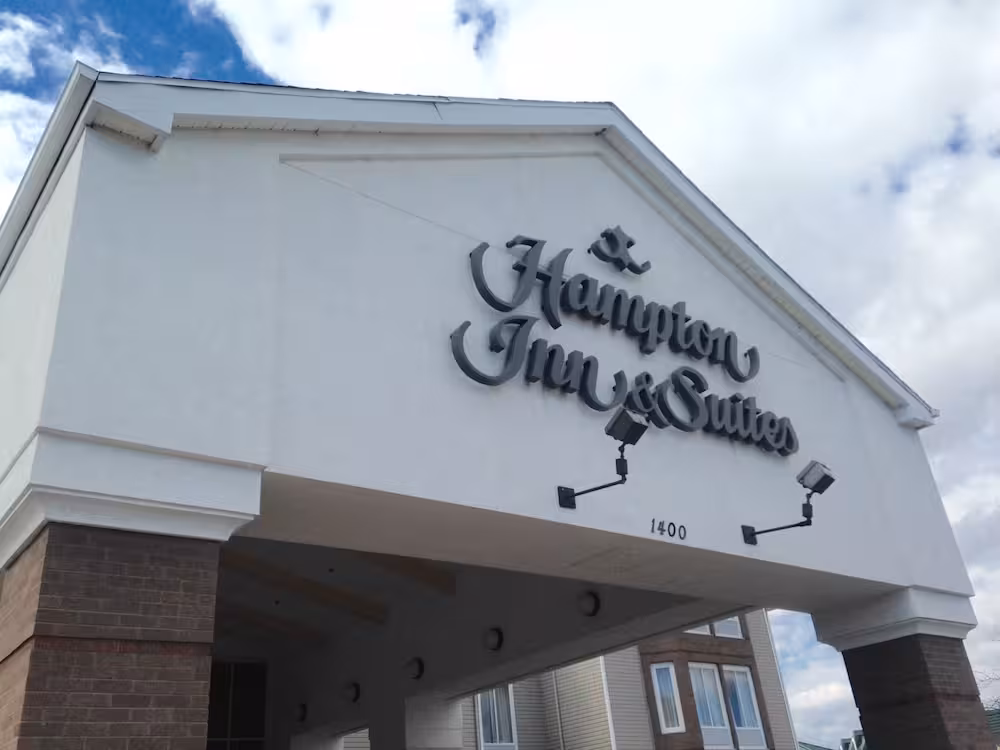 Hampton
Inn & Suites
1400